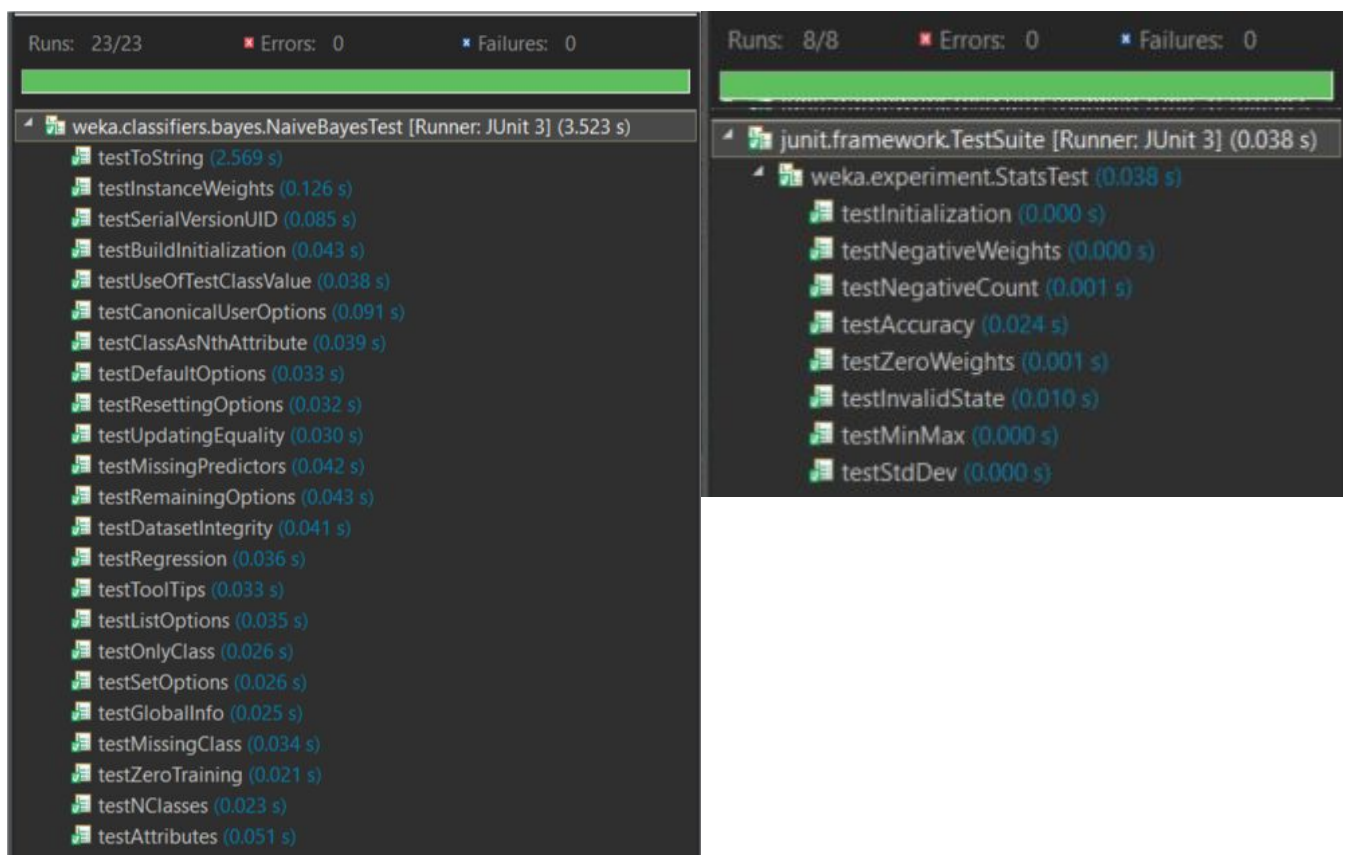 Runs: 23/23 Errors: 0 Failures: 0
weka.classifiers.bayes.NaiveBayesTest [Runner: JUnit 3] (3.523 s)
testToString (2.569 s)
testInstanceWeights (0.126 s)
testSerialVersionUID (0.085 s)
testBuildInitialization (0.043 s)
testUseOfTestClassValue (0.038 s)
testCanonicalUserOptions (0.091 s)
testClassAsNthAttribute (0.039 s)
testDefaultOptions (0.033 s)
testResettingOptions (0.032 s)
testUpdatingEquality (0.030 s)
testMissingPredictors (0.042 s)
testRemainingOptions (0.043 s)
testDatasetIntegrity (0.041 s)
testRegression (0.036 s)
testToolTips (0.033 s)
testListOptions (0.035 s)
testOnlyClass (0.026 s)
testSetOptions (0.026 s)
testGlobalInfo (0.025 s)
testMissingClass (0.034 s)
testZeroTraining (0.021 s)
testNClasses (0.023 s)
testAttributes (0.051 s)
Runs: 8/8 Errors: 0 Failures: 0
junit.framework.TestSuite [Runner: JUnit 3] (0.038 s)
weka.experiment.StatsTest (0.038 s)
testInitialization (0.000 s)
testNegativeWeights (0.000 s)
testNegativeCount (0.001 s)
testAccuracy (0.024 s)
testZeroWeights (0.001 s)
testInvalidState (0.010 s)
testMinMax (0.000 s)
testStdDev (0.000 s)